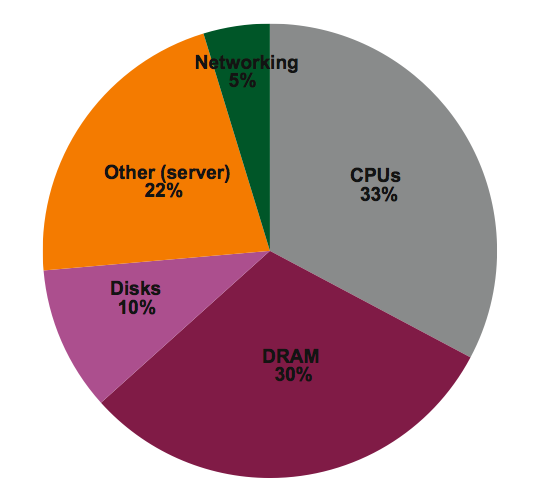 Networking
5%
CPUs
33%
Other (server)
22%
Disks
10%
DRAM
30%